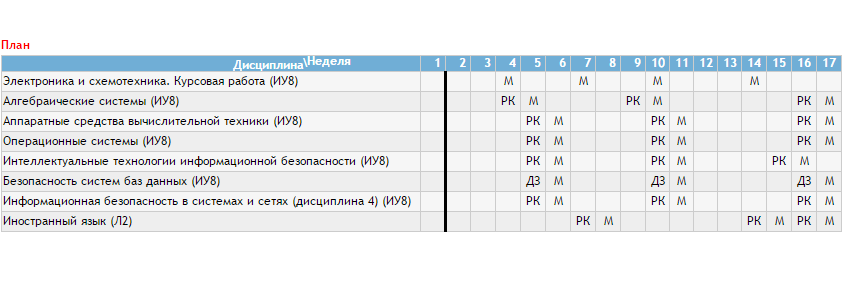 План
Дисциплина\Неделя 1 2 3 4 5 6 7 8 9 10 11 12 13 14 15 16 17
Электроника и схемотехника. Курсовая работа (ИУ8) М М М М
Алгебраические системы (ИУ8) РК М РК М РК М
Аппаратные средства вычислительной техники (ИУ8) РК М РК М РК М
Операционные системы (ИУ8) РК М РК М РК М
Интеллектуальные технологии информационной безопасности (ИУ8) РК М РК М РК М
Безопасность систем баз данных (ИУ8) ДЗ М ДЗ М ДЗ М
Информационная безопасность в системах и сетях (дисциплина 4) (ИУ8) РК М РК М РК М
Иностранный язык (Л2) РК М РК М РК М